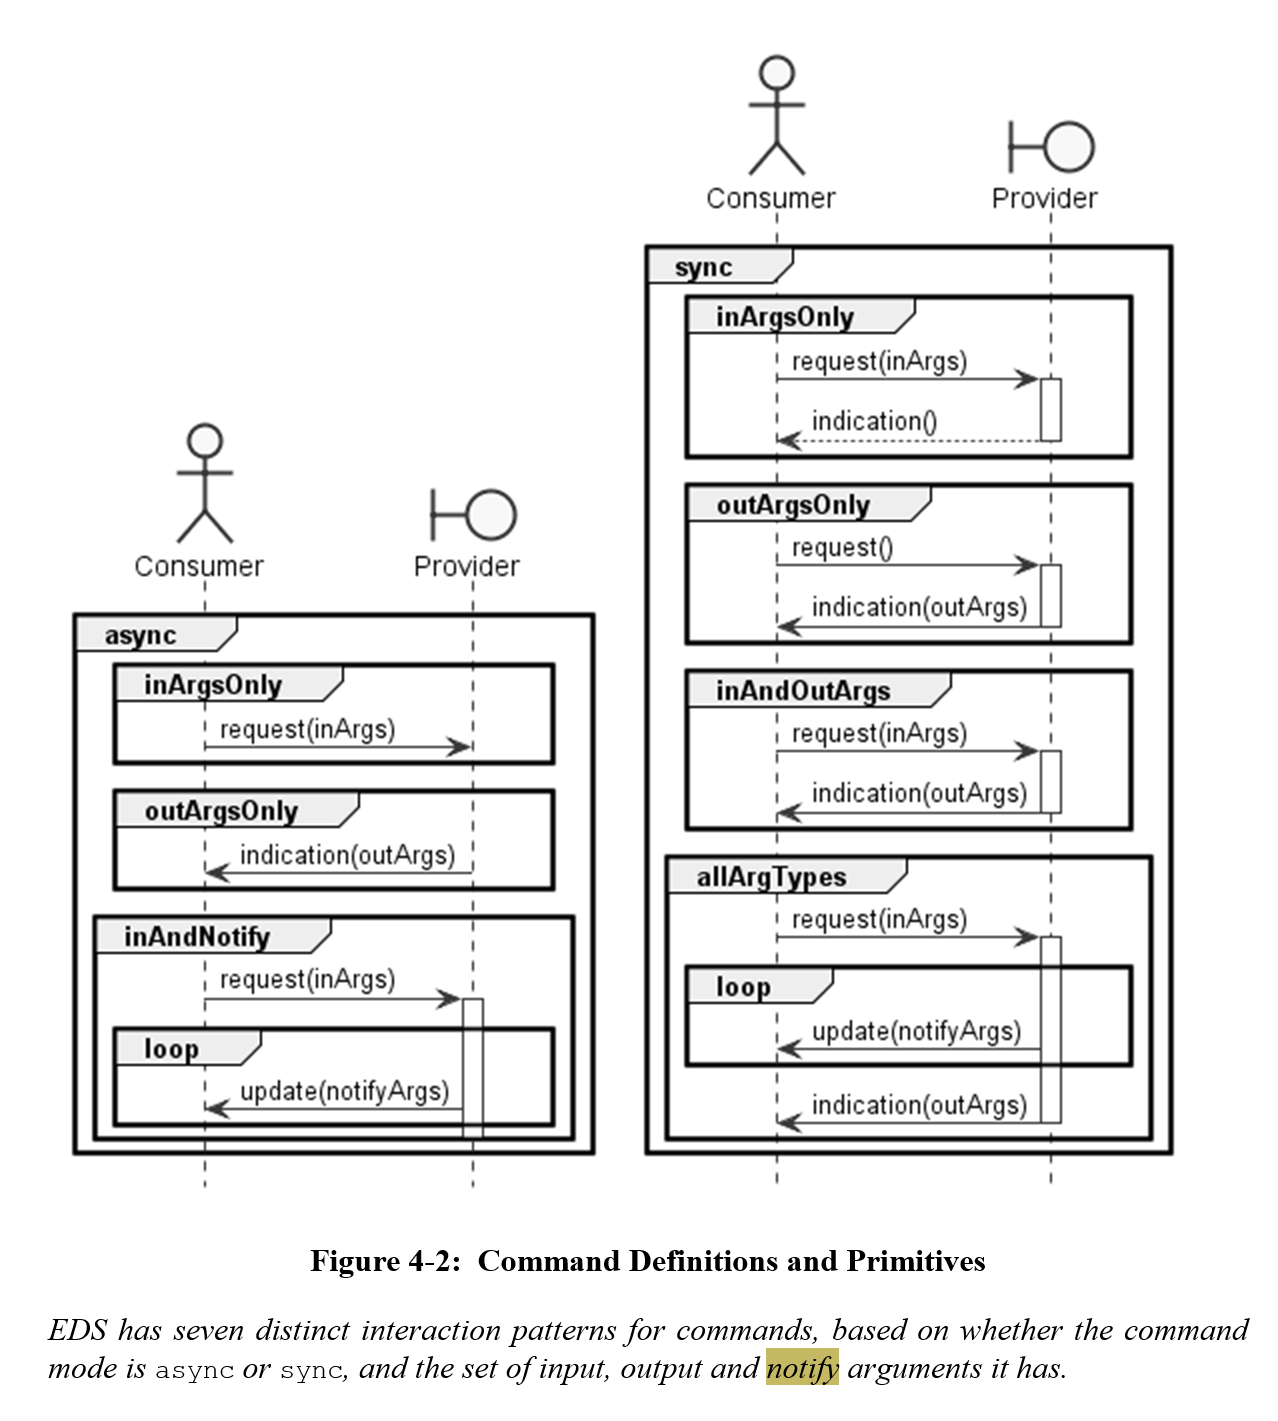 Consumer
Provider
sync
inArgsOnly
request(inArgs)
indication()
outArgsOnly
request()
indication(outArgs)
inAndOutArgs
request(inArgs)
indication(outArgs)
allArgTypes
request(inArgs)
loop
update(notifyArgs)
indication(outArgs)
Consumer
Provider
async
inArgsOnly
request(inArgs)
outArgsOnly
indication(outArgs)
inAndNotify
request(inArgs)
loop
update(notifyArgs)
Figure 4-2: Command Definitions and Primitives
EDS has seven distinct interaction patterns for commands, based on whether the command
mode is async or sync, and the set of input, output and notify arguments it has.